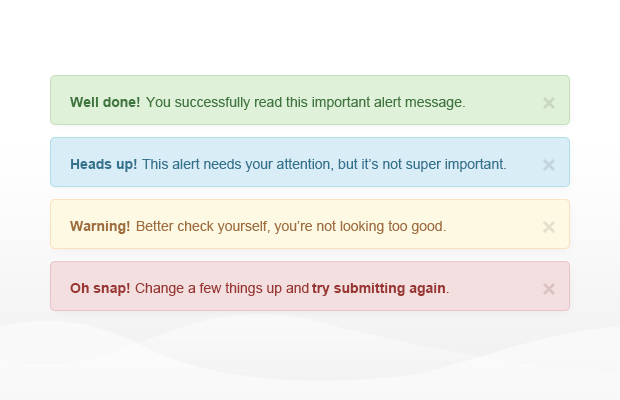 Well done! You successfully read this important alert message. ×
Heads up! This alert needs your attention, but it’s not super important. ×
Warning! Better check yourself, you’re not looking too good. ×
Oh snap! Change a few things up and try submitting again. ×